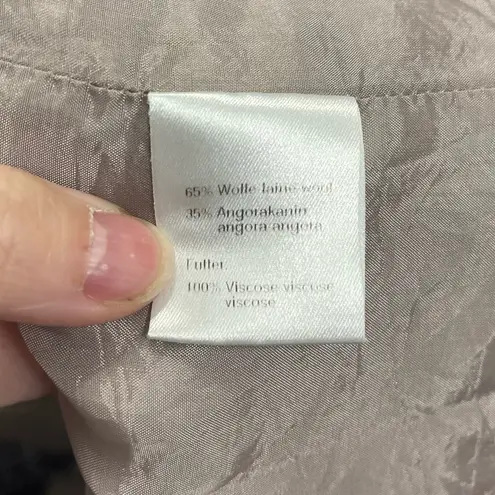 65% Wolle laine wool
35% Angorakanin
angora angora
Futter
100% Viscose viscose
viscose